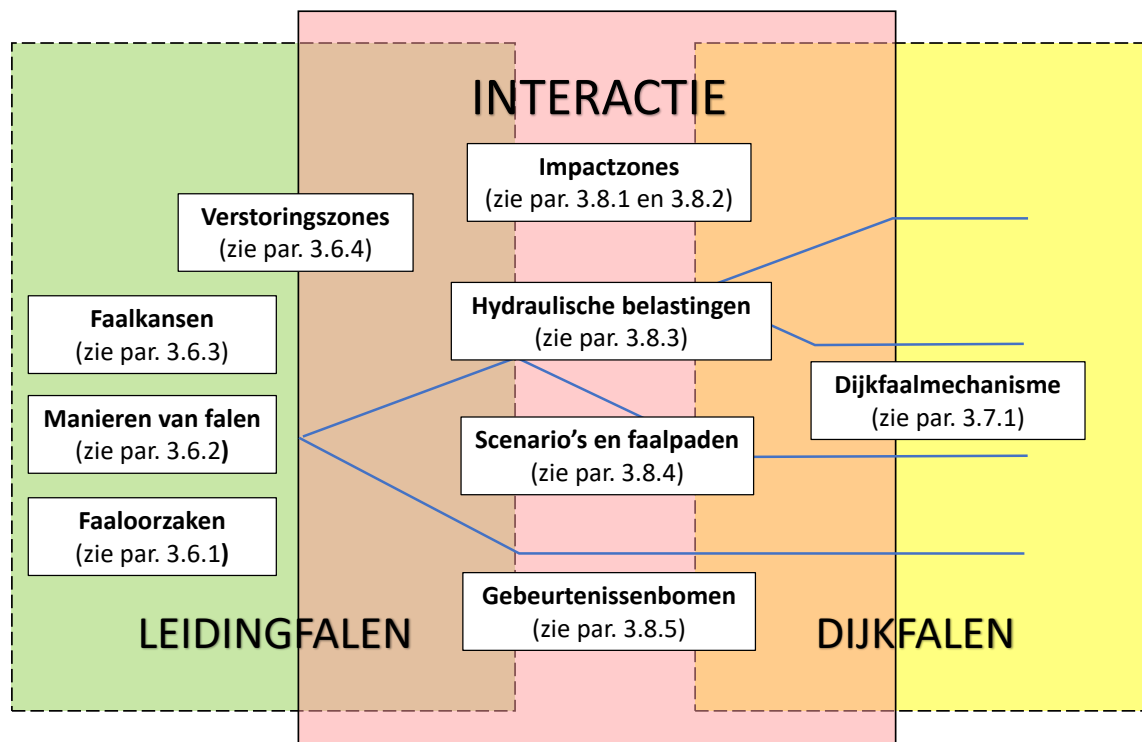 INTERACTIE
Impactzones
(zie par. 3.8.1 en 3.8.2)
Verstoringszones
(zie par. 3.6.4)
Hydraulische belastingen
(zie par. 3.8.3)
Faalkansen
(zie par. 3.6.3)
Dijkfaalmechanisme
(zie par. 3.7.1)
Manieren van falen
(zie par. 3.6.2)
Scenario's en faalpaden
(zie par. 3.8.4)
Faaloorzaken
(zie par. 3.6.1)
Gebeurtenissenbomen
(zie par. 3.8.5)
LEIDINGFALEN
DIJKFALEN